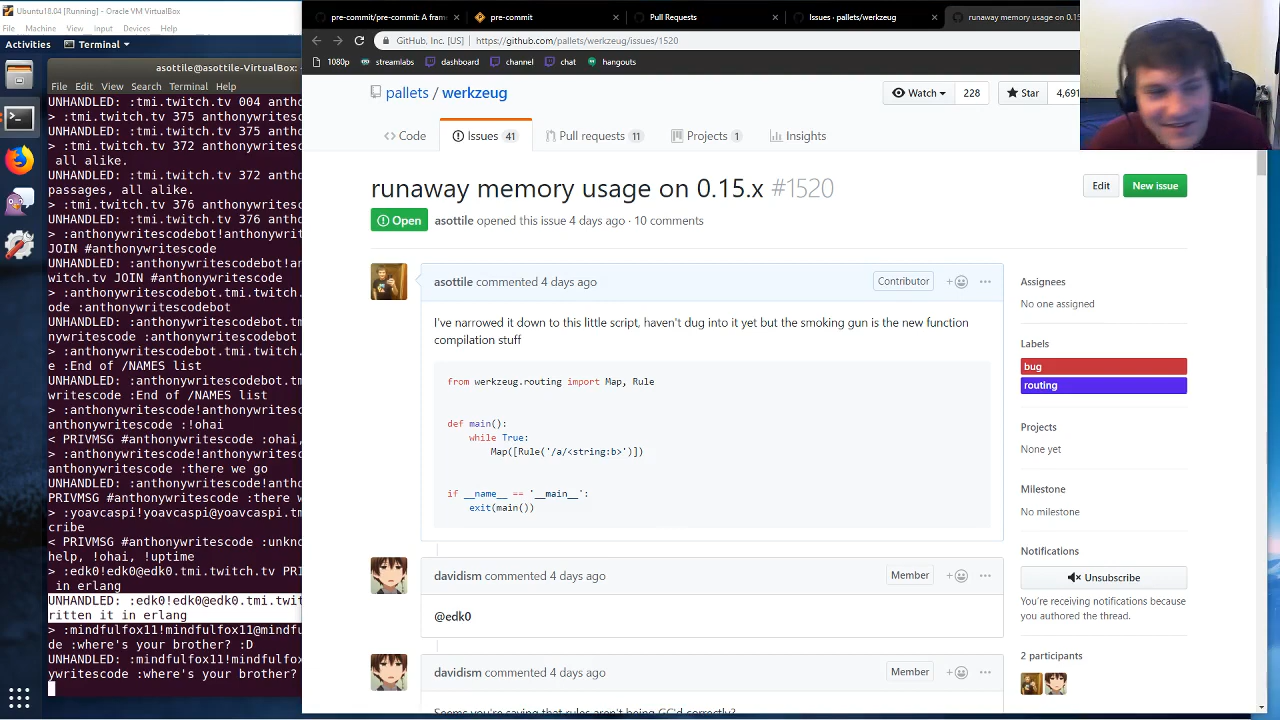 Ubuntu18.04 [Running] - Oracle VM VirtualBox
File Machine View Input Devices Help
Activities Terminal
asottile@asottile-VirtualBox:
File Edit View Search Terminal Help
UNHANDLED: :tmi.twitch.tv 004 antho
> :tmi.twitch.tv 375 anthonywritesc
UNHANDLED: :tmi.twitch.tv 375 antho
> :tmi.twitch.tv 372 anthonywritesc
all alike.
UNHANDLED: :tmi.twitch.tv 372 antho
passages, all alike.
> :tmi.twitch.tv 376 anthonywritesc
UNHANDLED: :tmi.twitch.tv 376 antho
> :anthonywritescodebot!anthonywrit
JOIN #anthonywritescode
UNHANDLED: :anthonywritescodebot!an
witch.tv JOIN #anthonywritescode
> :anthonywritescodebot.tmi.twitch.
ode :anthonywritescodebot
UNHANDLED: :anthonywritescodebot.tm
nywritescode :anthonywritescodebot
> :anthonywritescodebot.tmi.twitch.
e :End of /NAMES list
UNHANDLED: :anthonywritescodebot.tm
writescode :End of /NAMES list
> :anthonywritescode!anthonywritesc
anthonywritescode :!ohai
< PRIVMSG #anthonywritescode :ohai,
> :anthonywritescode!anthonywritesc
anthonywritescode :there we go
UNHANDLED: :anthonywritescode!antho
PRIVMSG #anthonywritescode :there w
> :yoavcaspi!yoavcaspi@yoavcaspi.tm
cribe
< PRIVMSG #anthonywritescode :unkno
help, !ohai, !uptime
> :edk0!edk0@edk0.tmi.twitch.tv PRI
in erlang
UNHANDLED: :edk0!edk0@edk0.tmi.twit
ritten it in erlang
> :mindfulfox11!mindfulfox11@mindfu
de :where's your brother? :D
UNHANDLED: :mindfulfox11!mindfulfox
ywritescode :where's your brother?
pre-commit/pre-commit: A fram
pre-commit
Pull Requests
Issues · pallets/werkzeug
runaway memory usage on 0.15.
GitHub, Inc. [US] https://github.com/pallets/werkzeug/issues/1520
1080p streamlabs dashboard channel chat hangouts
pallets / werkzeug
Watch 228 Star 4,691
Code Issues 41 Pull requests 11 Projects 1 Insights
runaway memory usage on 0.15.x #1520
Edit New issue
Open asottile opened this issue 4 days ago · 10 comments
asottile commented 4 days ago
Contributor
I've narrowed it down to this little script, haven't dug into it yet but the smoking gun is the new function
compilation stuff
from werkzeug.routing import Map, Rule
def main():
while True:
Map([Rule('/a/<string:b>')])
if __name__ == '__main__':
exit(main())
davidism commented 4 days ago
Member
@edk0
davidism commented 4 days ago
Member
Seems you're saying that rules aren't being GC'd correctly?
Assignees
No one assigned
Labels
bug
routing
Projects
None yet
Milestone
No milestone
Notifications
Unsubscribe
You're receiving notifications because
you authored the thread.
2 participants